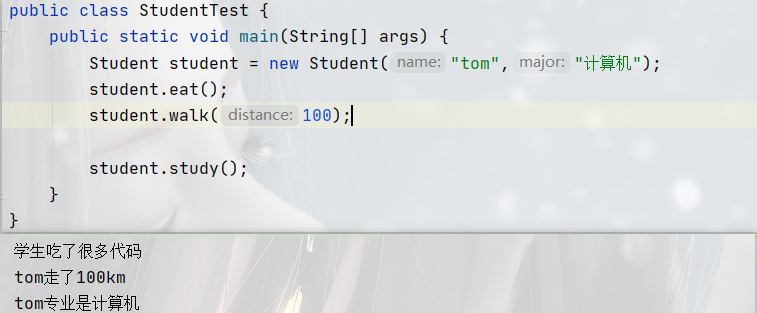 public class StudentTest {
public static void main(String[] args) {
Student student = new Student( name: "tom", major: "计算机");
student.eat();
student.walk( distance: 100);
student.study();
}
}
学生吃了很多代码
tom走了100km
tom专业是计算机